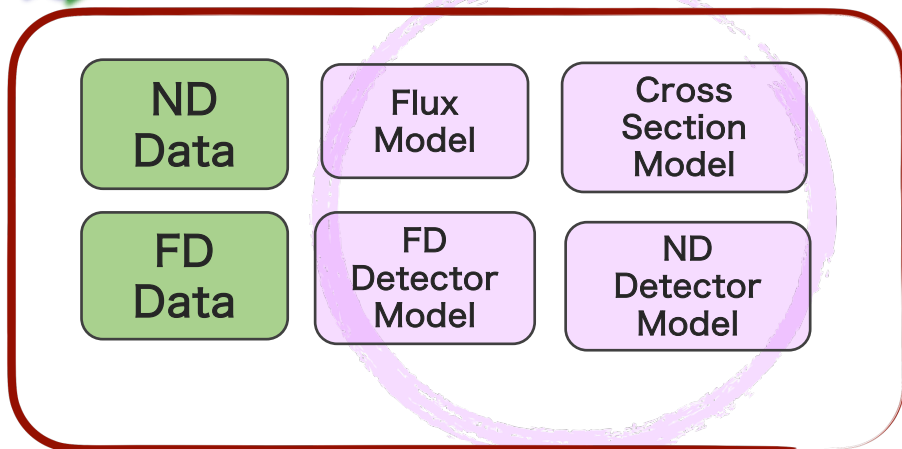 ND
Data
Flux
Model
Cross
Section
Model
FD
Data
FD
Detector
Model
ND
Detector
Model